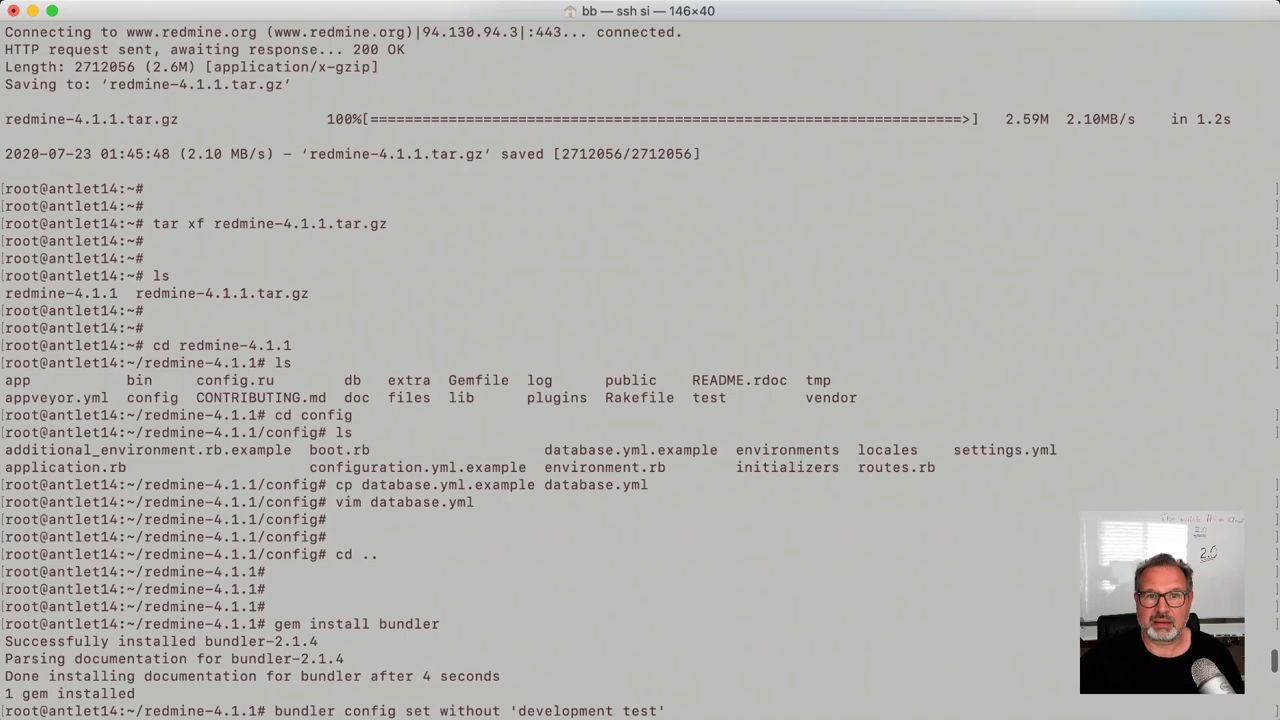 bb — ssh si — 146×40
Connecting to www.redmine.org (www.redmine.org)|94.130.94.3|:443... connected.
HTTP request sent, awaiting response... 200 OK
Length: 2712056 (2.6M) [application/x-gzip]
Saving to: ‘redmine-4.1.1.tar.gz’
redmine-4.1.1.tar.gz 100%[====================================================================>] 2.59M 2.10MB/s in 1.2s
2020-07-23 01:45:48 (2.10 MB/s) - ‘redmine-4.1.1.tar.gz’ saved [2712056/2712056]
[root@antlet14:~#
[root@antlet14:~#
[root@antlet14:~# tar xf redmine-4.1.1.tar.gz
[root@antlet14:~#
[root@antlet14:~#
[root@antlet14:~# ls
redmine-4.1.1 redmine-4.1.1.tar.gz
[root@antlet14:~#
[root@antlet14:~#
[root@antlet14:~# cd redmine-4.1.1
[root@antlet14:~/redmine-4.1.1# ls
app bin config.ru db extra Gemfile log public README.rdoc tmp
appveyor.yml config CONTRIBUTING.md doc files lib plugins Rakefile test vendor
[root@antlet14:~/redmine-4.1.1# cd config
[root@antlet14:~/redmine-4.1.1/config# ls
additional_environment.rb.example boot.rb database.yml.example environments locales settings.yml
application.rb configuration.yml.example environment.rb initializers routes.rb
[root@antlet14:~/redmine-4.1.1/config# cp database.yml.example database.yml
[root@antlet14:~/redmine-4.1.1/config# vim database.yml
[root@antlet14:~/redmine-4.1.1/config#
[root@antlet14:~/redmine-4.1.1/config#
[root@antlet14:~/redmine-4.1.1/config# cd ..
[root@antlet14:~/redmine-4.1.1#
[root@antlet14:~/redmine-4.1.1#
[root@antlet14:~/redmine-4.1.1#
[root@antlet14:~/redmine-4.1.1# gem install bundler
Successfully installed bundler-2.1.4
Parsing documentation for bundler-2.1.4
Done installing documentation for bundler after 4 seconds
1 gem installed
[root@antlet14:~/redmine-4.1.1# bundler config set without 'development test'
2.0
2.0